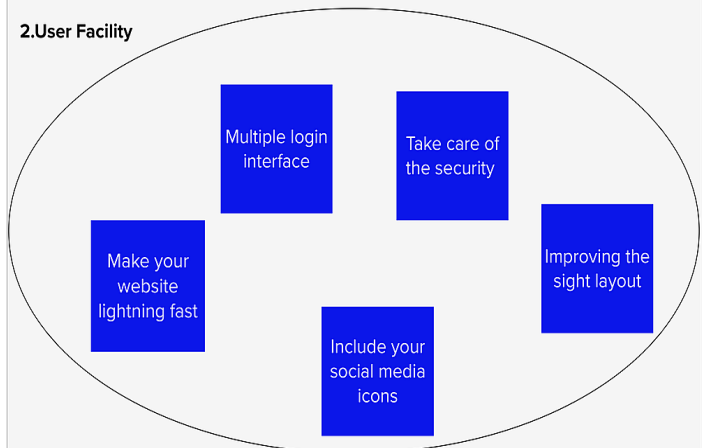 2.User Facility
Multiple login
interface
Take care of
the security
Make your
website
lightning fast
Improving the
sight layout
Include your
social media
icons